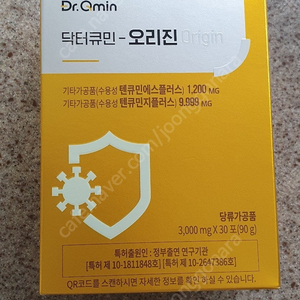 Dr.Qmin
닥터큐민 - 오리진 Origin
기타가공품(수용성 텐큐민에스플러스) 1,200 MG
기타가공품(수용성 텐큐민지플러스) 9.999 MG
당류가공품
3,000 mg X 30 포(90 g)
특허출원인 : 정부출연 연구기관
[특허 제 10-1811848호] [특허 제 10-2647386호]
QR코드를 스캔하시면 자세한 정보를 확인하실 수 있습니다.